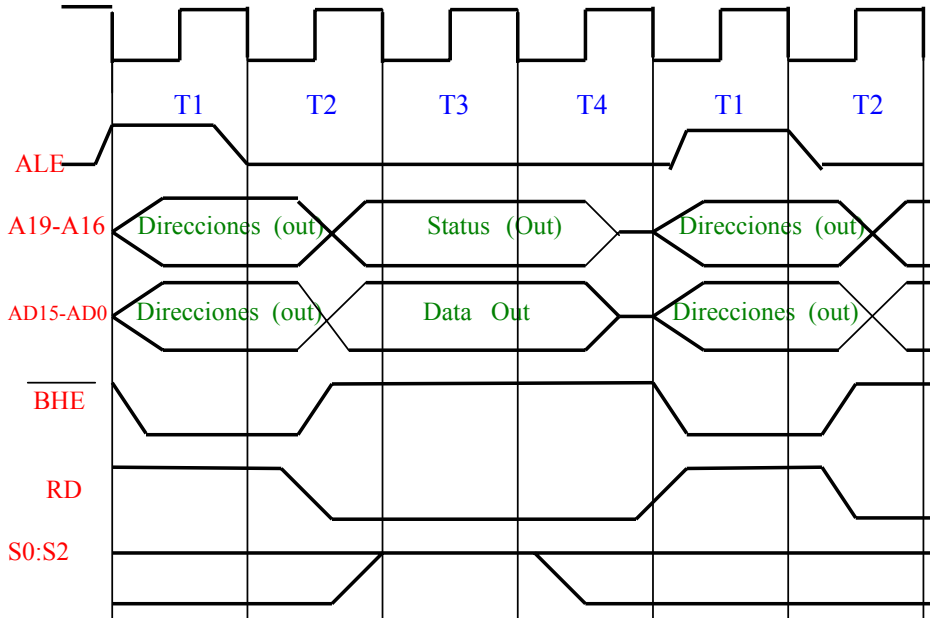 T1 T2 T3 T4 T1 T2
ALE
A19-A16 Direcciones (out) Status (Out) Direcciones (out)
AD15-AD0 Direcciones (out) Data Out Direcciones (out)
BHE
RD
S0:S2